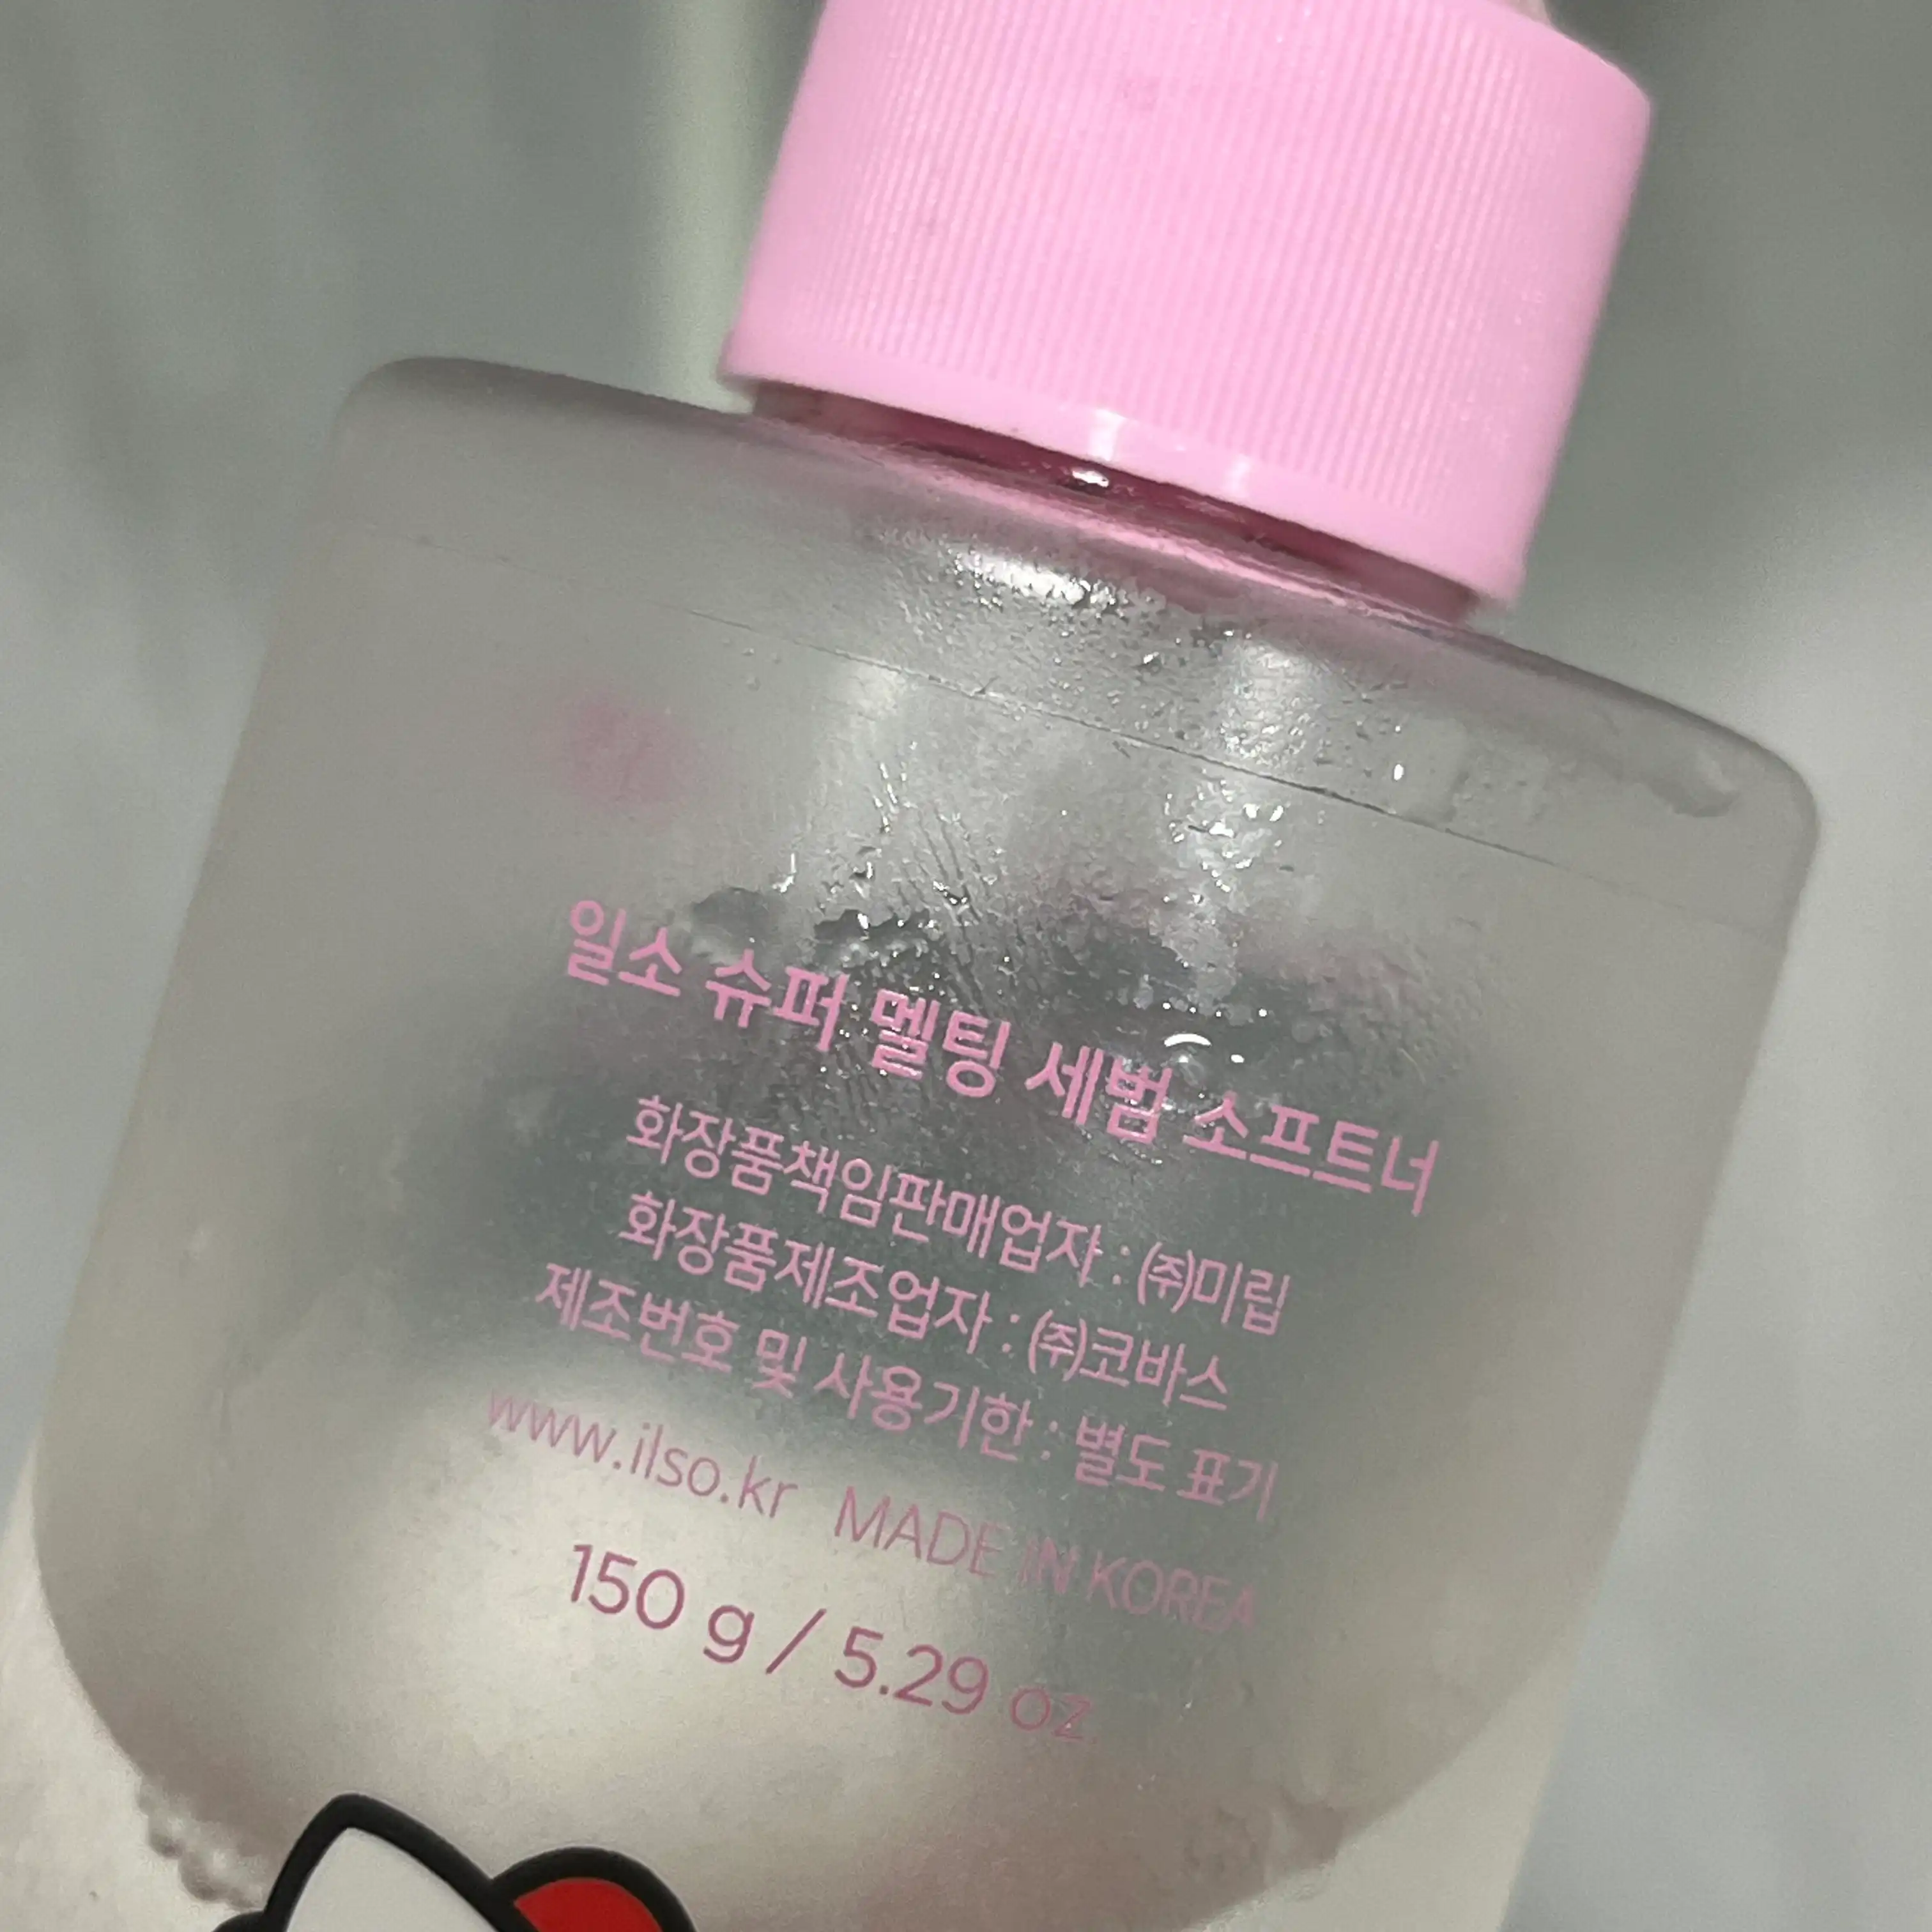 일소 슈퍼 멜팅 세범 소프트너
화장품책임판매업자 : ㈜미립
화장품제조업자 : ㈜코바스
제조번호 및 사용기한 : 별도 표기
www.ilso.kr MADE IN KOREA
150 g / 5.29 oz